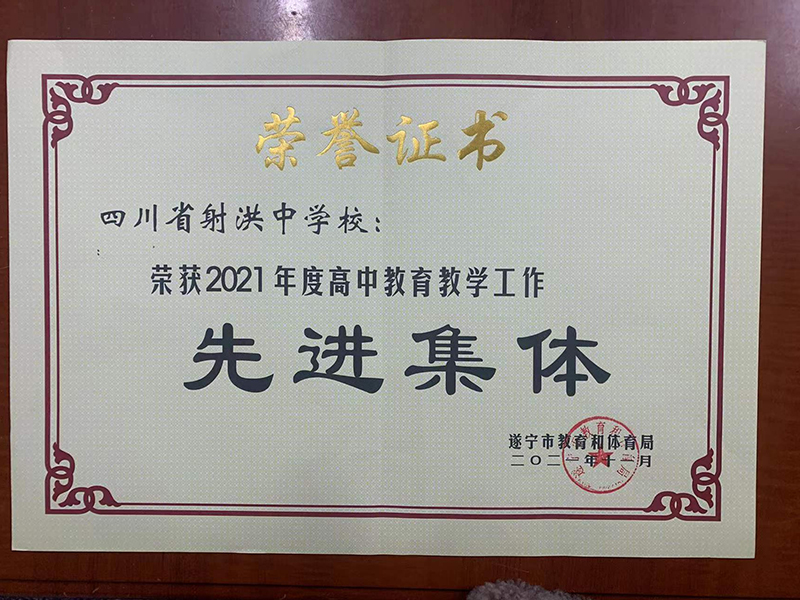 荣誉证书
四川省射洪中学校：
荣获2021年度高中教育教学工作
先进集体
遂宁市教育和体育局
二〇二一年十一月